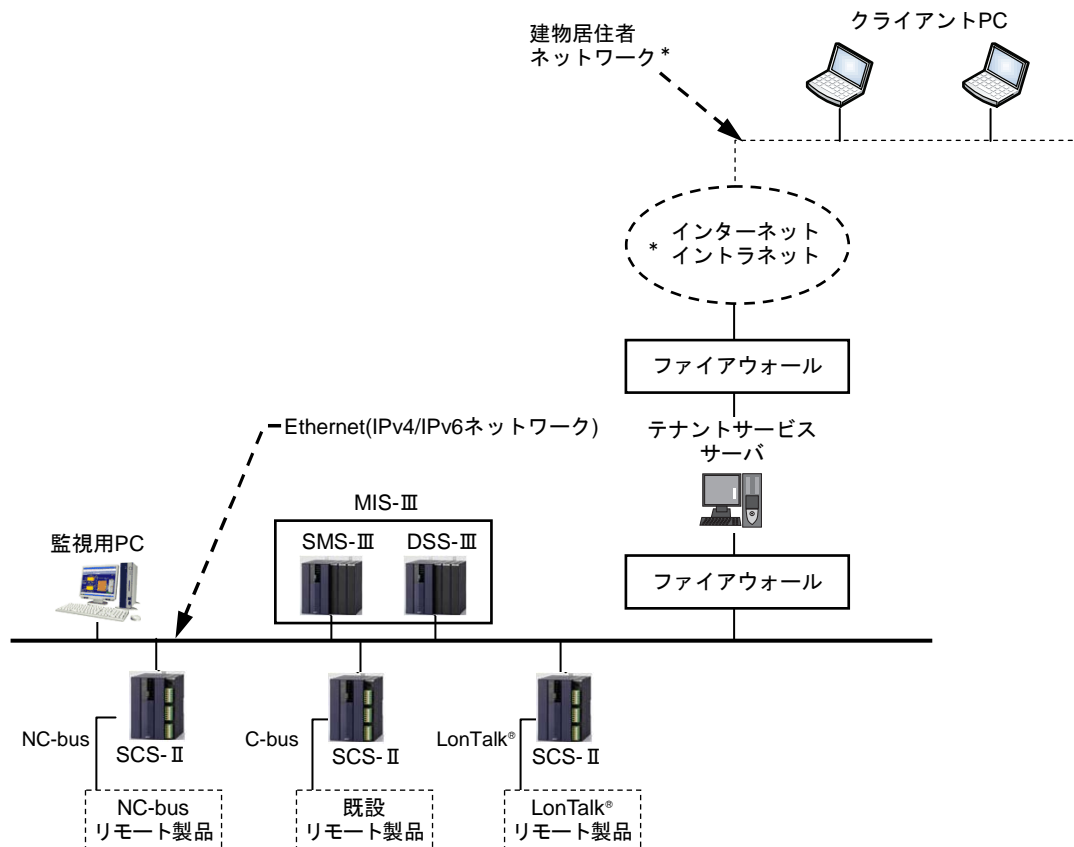 クライアントPC
建物居住者
ネットワーク*
インターネット
* イントラネット
ファイアウォール
Ethernet(IPv4/IPv6ネットワーク)
テナントサービス
サーバ
MIS-Ⅲ
SMS-Ⅲ DSS-Ⅲ
監視用PC
ファイアウォール
NC-bus
SCS-Ⅱ
C-bus
SCS-Ⅱ
LonTalk®
SCS-Ⅱ
NC-bus
リモート製品
既設
リモート製品
LonTalk®
リモート製品